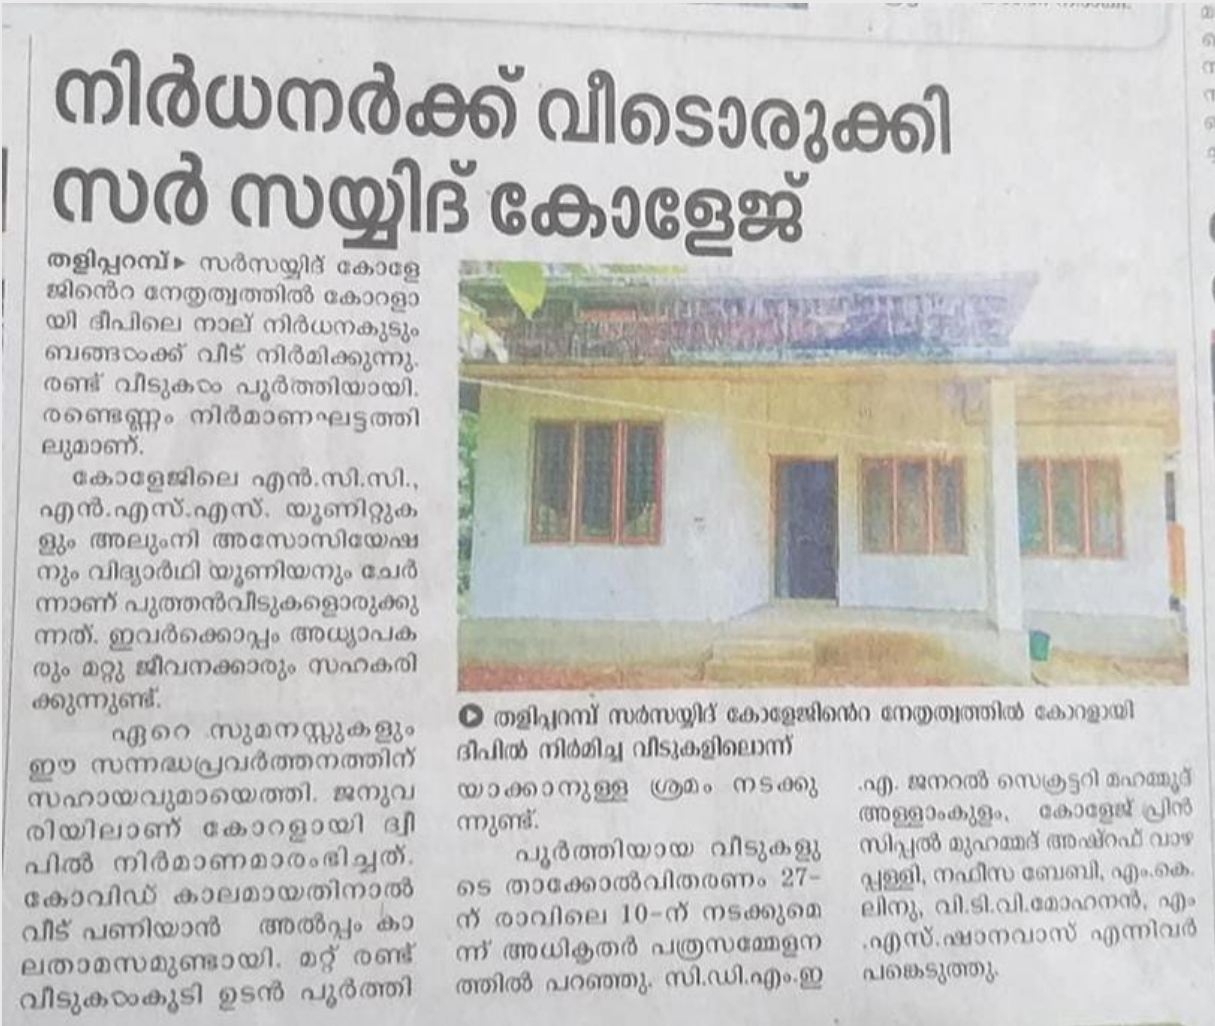 നിർധനർക്ക് വീടൊരുക്കി
സർ സയ്യിദ് കോളേജ്
തളിപ്പറമ്പ്▸ സർസയ്യിദ് കോളേ
ജിന്റെ നേതൃത്വത്തിൽ കോറളാ
യി ദീപിലെ നാല് നിർധനകുടും
ബങ്ങൾക്ക് വീട് നിർമിക്കുന്നു.
രണ്ട് വീടുകൾ പൂർത്തിയായി.
രണ്ടെണ്ണം നിർമാണഘട്ടത്തി
ലുമാണ്.
കോളേജിലെ എൻ.സി.സി.,
എൻ.എസ്.എസ്. യൂണിറ്റുക
ളും അലുംനി അസോസിയേഷ
നും വിദ്യാർഥി യൂണിയനും ചേർ
ന്നാണ് പുത്തൻവീടുകളൊരുക്കു
ന്നത്. ഇവർക്കൊപ്പം അധ്യാപക
രും മറ്റു ജീവനക്കാരും സഹകരി
ക്കുന്നുണ്ട്.
ഏറെ സുമനസ്സുകളും
ഈ സന്നദ്ധപ്രവർത്തനത്തിന്
സഹായവുമായെത്തി. ജനുവ
രിയിലാണ് കോറളായി ദ്വീ
പിൽ നിർമാണമാരംഭിച്ചത്.
കോവിഡ് കാലമായതിനാൽ
വീട് പണിയാൻ അൽപ്പം കാ
ലതാമസമുണ്ടായി. മറ്റ് രണ്ട്
വീടുകൾകൂടി ഉടൻ പൂർത്തി
തളിപ്പറമ്പ് സർസയ്യിദ് കോളേജിന്റെ നേതൃത്വത്തിൽ കോറളായി
ദീപിൽ നിർമിച്ച വീടുകളിലൊന്ന്
യാക്കാനുള്ള ശ്രമം നടക്കു
ന്നുണ്ട്.
പൂർത്തിയായ വീടുകളു
ടെ താക്കോൽവിതരണം 27-
ന് രാവിലെ 10-ന് നടക്കുമെ
ന്ന് അധികൃതർ പത്രസമ്മേളന
ത്തിൽ പറഞ്ഞു. സി.ഡി.എം.ഇ
.എ. ജനറൽ സെക്രട്ടറി മഹമ്മൂദ്
അള്ളാംകുളം, കോളേജ് പ്രിൻ
സിപ്പൽ മുഹമ്മദ് അഷ്റഫ് വാഴ
പ്പള്ളി, നഫീസ ബേബി, എം.കെ.
ലിനു, വി.ടി.വി.മോഹനൻ, എം
.എസ്.ഷാനവാസ് എന്നിവർ
പങ്കെടുത്തു.